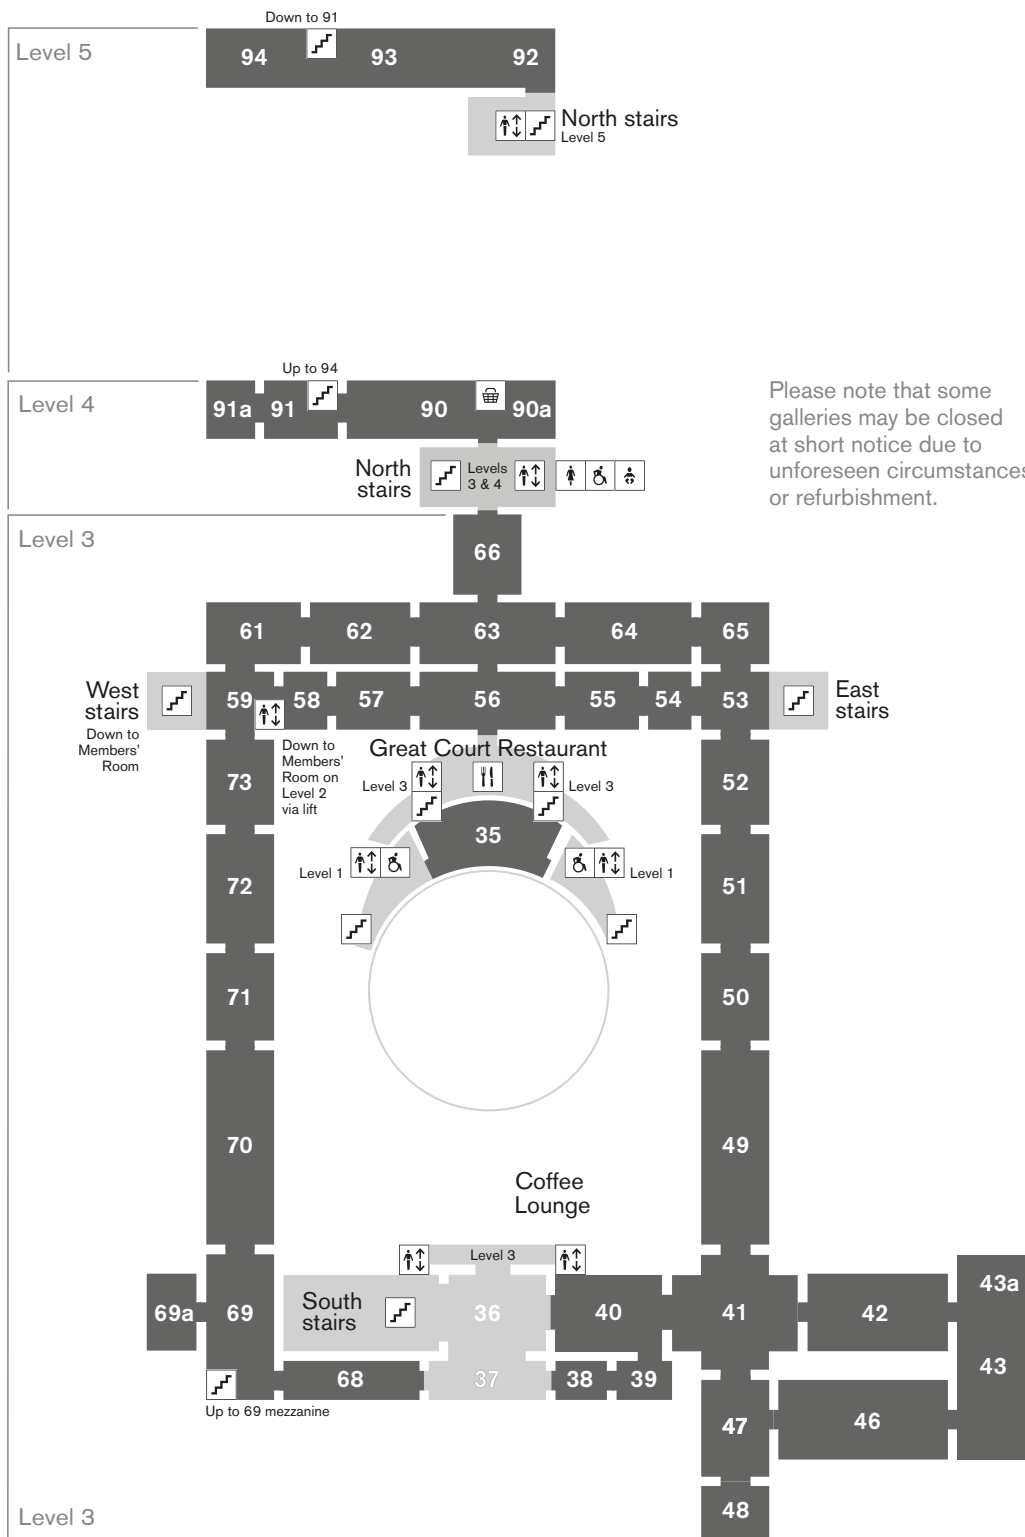 Down to 91
Level 5
94
93
92
North stairs
Level 5
Up to 94
Level 4
91a
91
90
90a
Please note that some
galleries may be closed
at short notice due to
unforeseen circumstances
or refurbishment.
North
stairs
Levels
3 & 4
Level 3
66
61
62
63
64
65
West
stairs
Down to
Members'
Room
59
58
57
56
55
54
53
East
stairs
Down to
Members'
Room on
Level 2
via lift
Great Court Restaurant
Level 3
Level 3
73
52
35
Level 1
Level 1
72
51
71
50
70
49
Coffee
Lounge
Level 3
69a
69
South
stairs
36
40
41
42
43a
68
37
38
39
43
Up to 69 mezzanine
47
46
48
Level 3